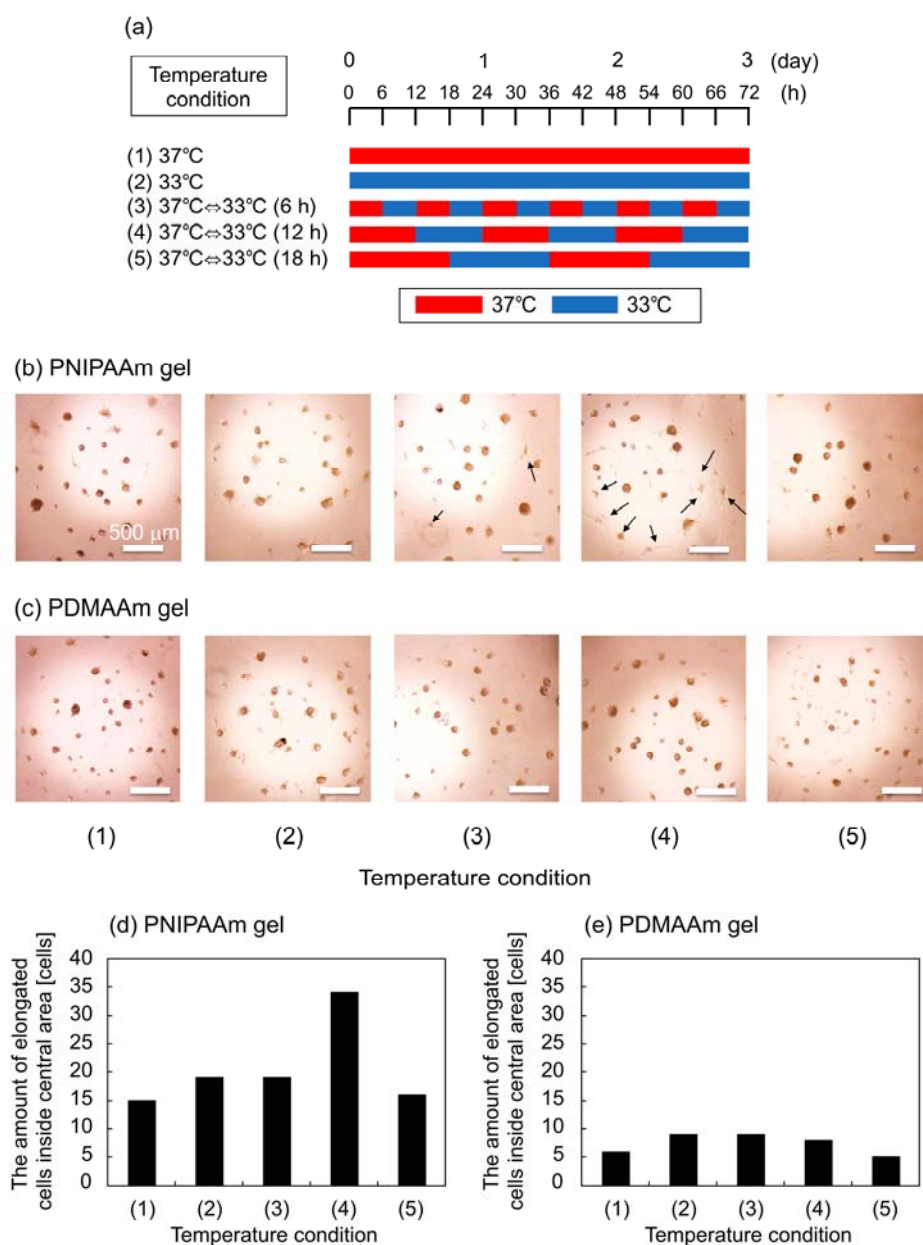 (a)
Temperature
condition
0 1 2 3 (day)
0 6 12 18 24 30 36 42 48 54 60 66 72 (h)
(1) 37℃
(2) 33℃
(3) 37℃⇔33℃ (6 h)
(4) 37℃⇔33℃ (12 h)
(5) 37℃⇔33℃ (18 h)
37℃ 33℃
(b) PNIPAAm gel
500 μm
(c) PDMAAm gel
(1) (2) (3) (4) (5)
Temperature condition
(d) PNIPAAm gel
The amount of elongated
cells inside central area [cells]
40
35
30
25
20
15
10
5
0
(1) (2) (3) (4) (5)
Temperature condition
(e) PDMAAm gel
The amount of elongated
cells inside central area [cells]
40
35
30
25
20
15
10
5
0
(1) (2) (3) (4) (5)
Temperature condition